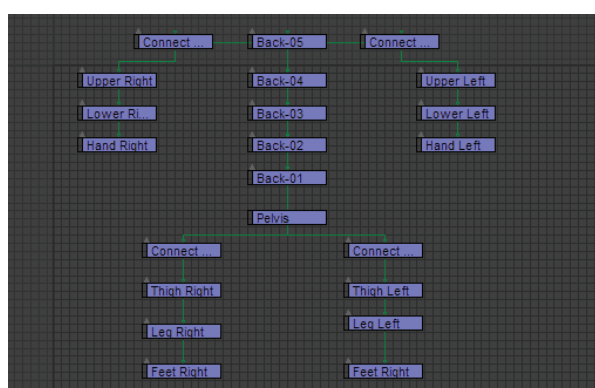 Connect ...
Back-05
Connect ...
Upper Right
Back-04
Upper Left
Lower Ri...
Back-03
Lower Left
Hand Right
Back-02
Hand Left
Back-01
Pelvis
Connect ...
Connect ...
Thigh Right
Thigh Left
Leg Right
Leg Left
Feet Right
Feet Right